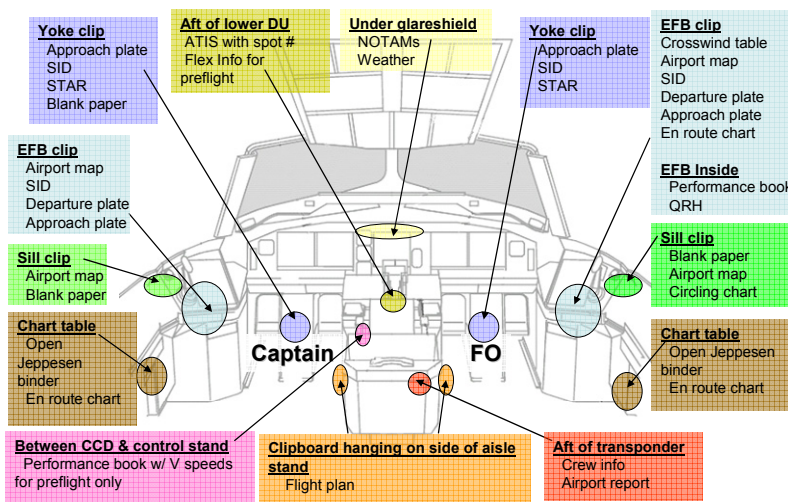 Yoke clip
Approach plate
SID
STAR
Blank paper
Aft of lower DU
ATIS with spot #
Flex Info for
preflight
Under glareshield
NOTAMs
Weather
Yoke clip
Approach plate
SID
STAR
EFB clip
Crosswind table
Airport map
SID
Departure plate
Approach plate
En route chart
EFB Inside
Performance book
QRH
EFB clip
Airport map
SID
Departure plate
Approach plate
Sill clip
Airport map
Blank paper
Sill clip
Blank paper
Airport map
Circling chart
Chart table
Open
Jeppesen
binder
En route chart
Captain
FO
Chart table
Open Jeppesen
binder
En route chart
Between CCD & control stand
Performance book w/ V speeds
for preflight only
Clipboard hanging on side of aisle
stand
Flight plan
Aft of transponder
Crew info
Airport report